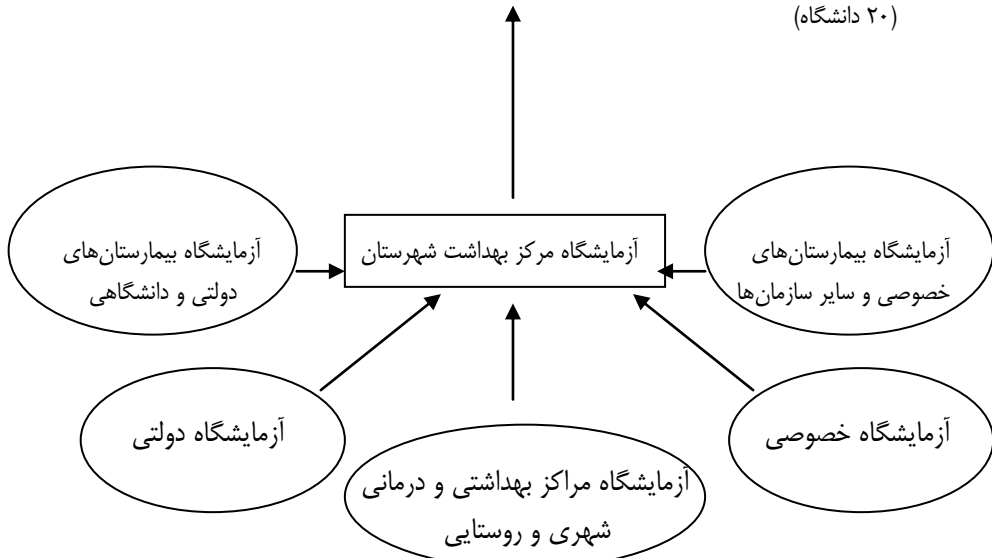 (۲۰ دانشگاه)
آزمایشگاه بیمارستان‌های
خصوصی و سایر سازمان‌ها
آزمایشگاه مرکز بهداشت شهرستان
آزمایشگاه بیمارستان‌های
دولتی و دانشگاهی
آزمایشگاه خصوصی
آزمایشگاه مراکز بهداشتی و درمانی
شهری و روستایی
آزمایشگاه دولتی